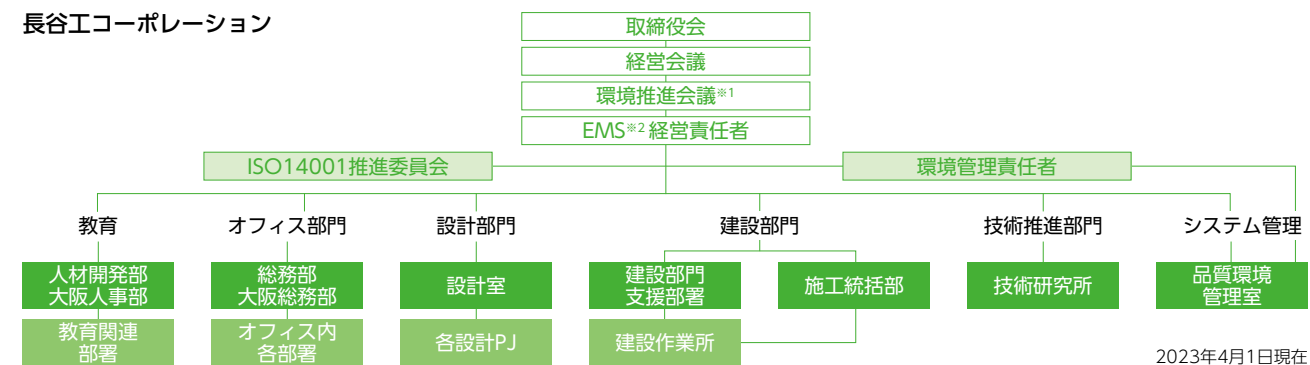 長谷工コーポレーション
取締役会
経営会議
環境推進会議※1
EMS※2 経営責任者
ISO14001推進委員会
環境管理責任者
教育
オフィス部門
設計部門
建設部門
技術推進部門
システム管理
人材開発部
大阪人事部
総務部
大阪総務部
設計室
建設部門
支援部署
施工統括部
技術研究所
品質環境
管理室
教育関連
部署
オフィス内
各部署
各設計PJ
建設作業所
2023年4月1日現在